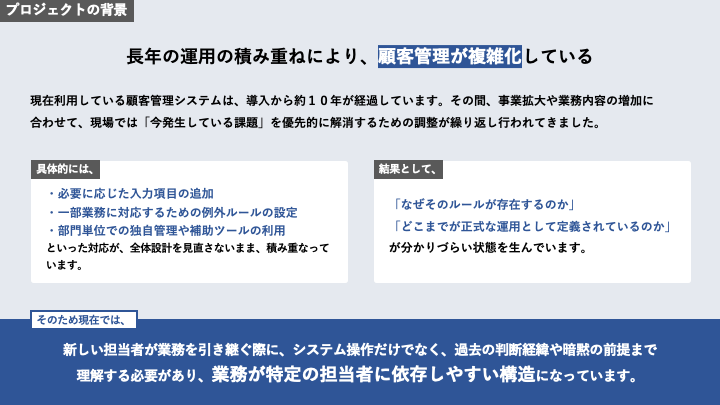 プロジェクトの背景
長年の運用の積み重ねにより、顧客管理が複雑化している
現在利用している顧客管理システムは、導入から約１０年が経過しています。その間、事業拡大や業務内容の増加に
合わせて、現場では「今発生している課題」を優先的に解消するための調整が繰り返し行われてきました。
具体的には、
・必要に応じた入力項目の追加
・一部業務に対応するための例外ルールの設定
・部門単位での独自管理や補助ツールの利用
といった対応が、全体設計を見直さないまま、積み重なって
います。
結果として、
「なぜそのルールが存在するのか」
「どこまでが正式な運用として定義されているのか」
が分かりづらい状態を生んでいます。
そのため現在では、
新しい担当者が業務を引き継ぐ際に、システム操作だけでなく、過去の判断経緯や暗黙の前提まで
理解する必要があり、業務が特定の担当者に依存しやすい構造になっています。